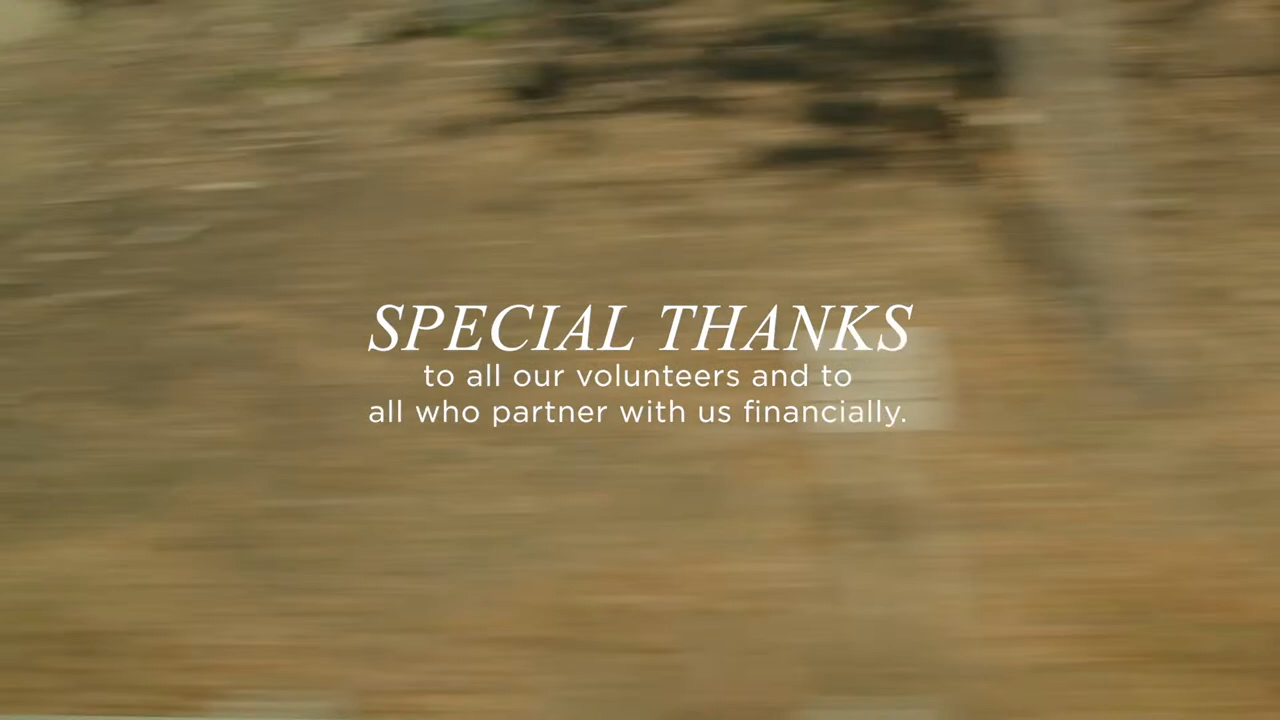 SPECIAL THANKS
to all our volunteers and to
all who partner with us financially.